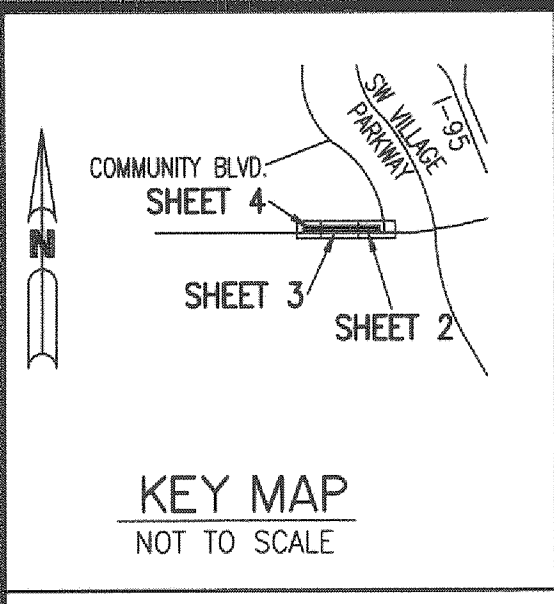 SW VILLAGE
PARKWAY
I-95
COMMUNITY BLVD.
SHEET 4
N
SHEET 3
SHEET 2
KEY MAP
NOT TO SCALE